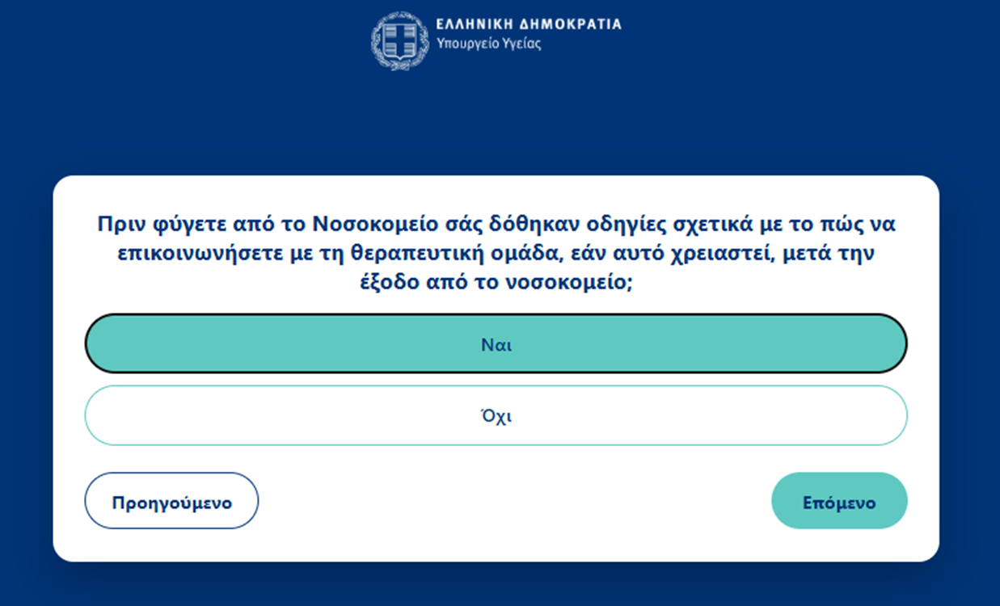 ΕΛΛΗΝΙΚΗ ΔΗΜΟΚΡΑΤΙΑ
Υπουργείο Υγείας
Πριν φύγετε από το Νοσοκομείο σάς δόθηκαν οδηγίες σχετικά με το πώς να
επικοινωνήσετε με τη θεραπευτική ομάδα, εάν αυτό χρειαστεί, μετά την
έξοδο από το νοσοκομείο;
Ναι
Όχι
Προηγούμενο
Επόμενο